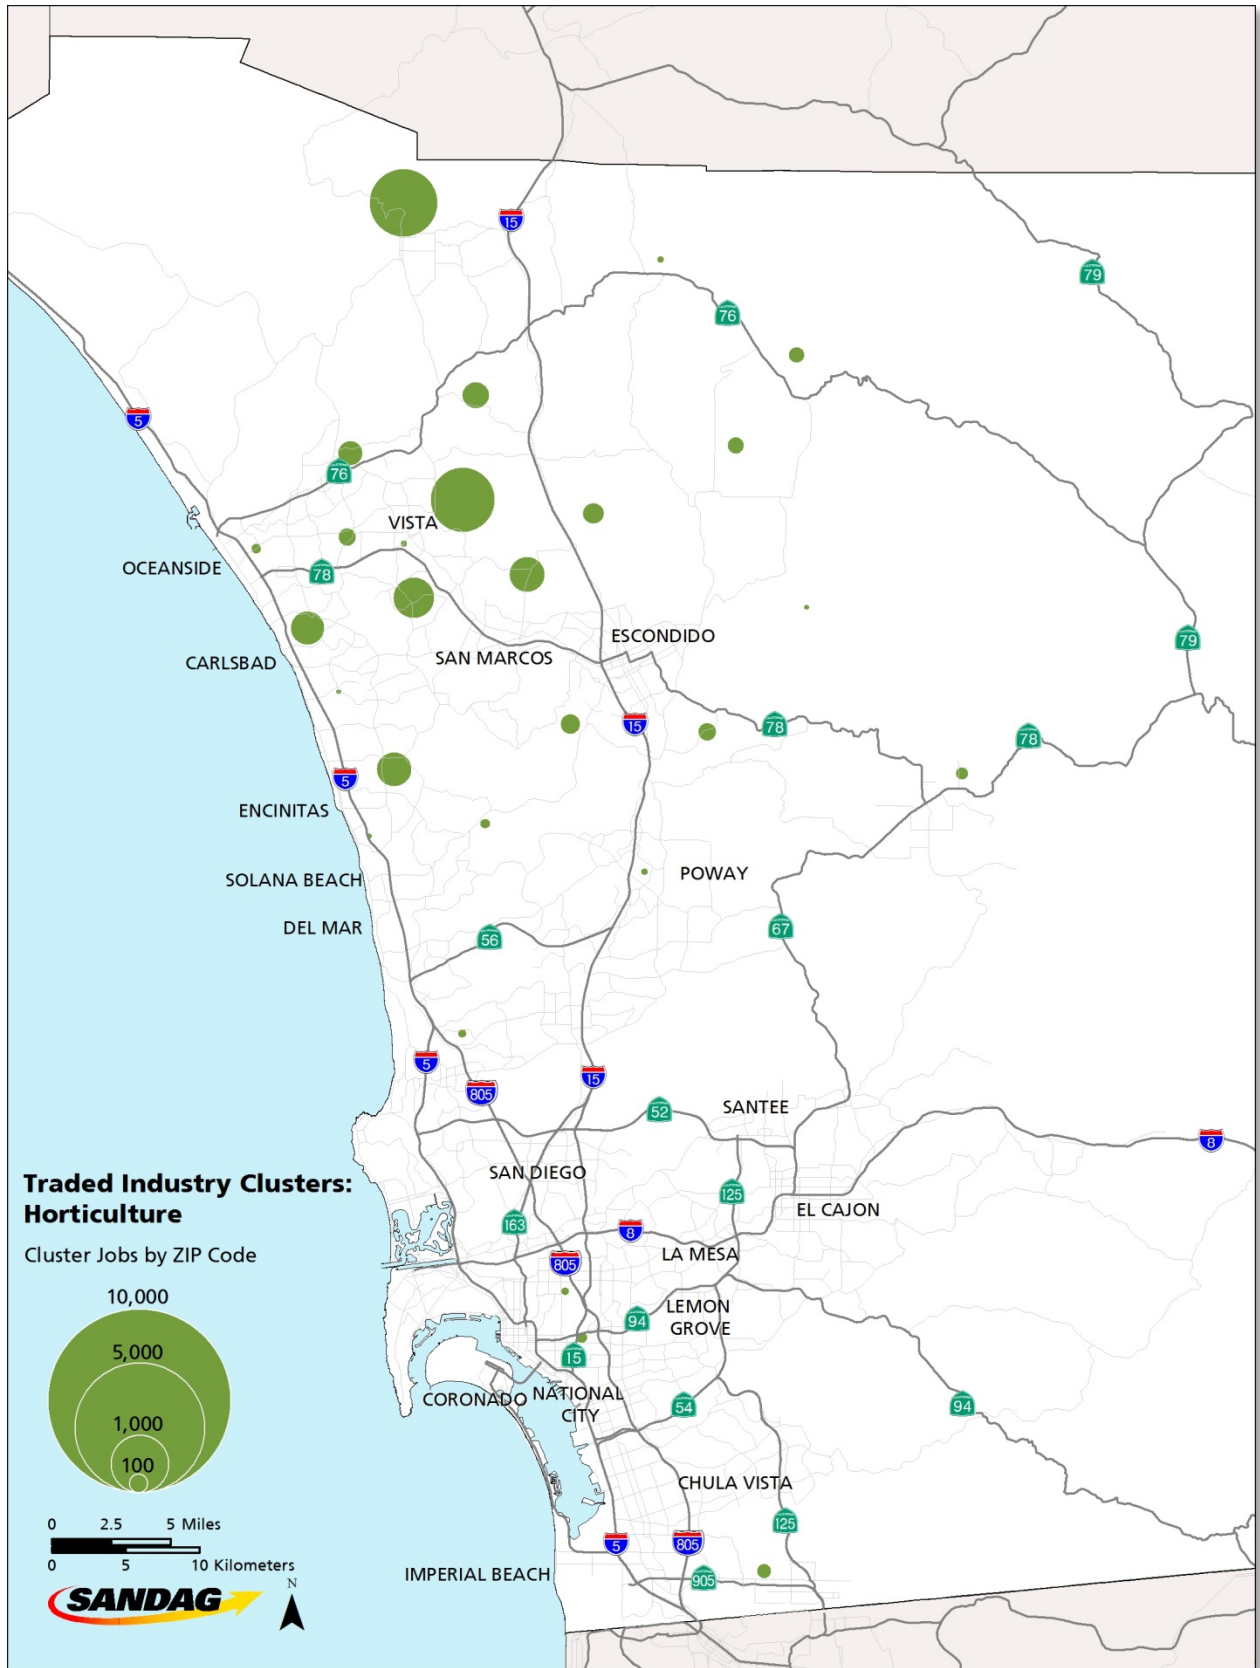 15
79
76
5
76
VISTA
OCEANSIDE
78
ESCONDIDO
79
SAN MARCOS
CARLSBAD
15
78
78
5
ENCINITAS
POWAY
SOLANA BEACH
DEL MAR
67
56
5
15
805
52
SANTEE
8
SAN DIEGO
125
EL CAJON
163
8
LA MESA
805
LEMON
GROVE
94
15
CORONADO
NATIONAL
CITY
54
94
CHULA VISTA
125
5
805
905
IMPERIAL BEACH
Traded Industry Clusters:
Horticulture
Cluster Jobs by ZIP Code
10,000
5,000
1,000
100
0 2.5 5 Miles
0 5 10 Kilometers
SANDAG
N